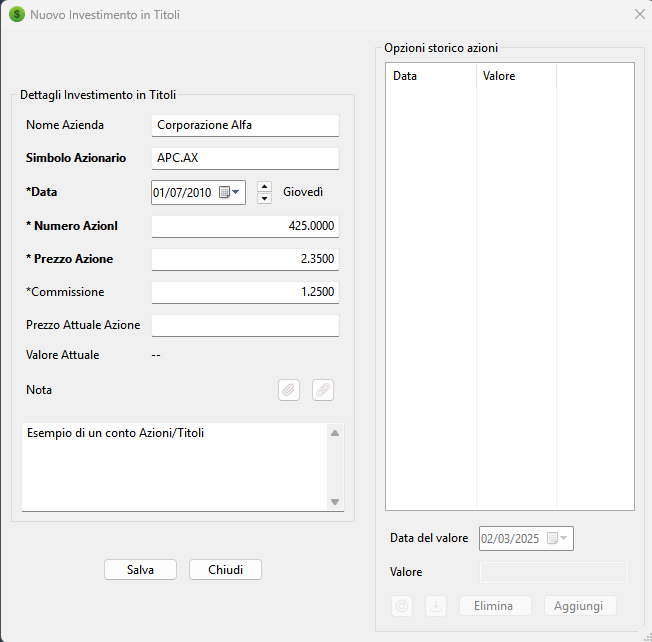 Nuovo Investimento in Titoli
Dettagli Investimento in Titoli
Nome Azienda Corporazione Alfa
Simbolo Azionario APC.AX
*Data 01/07/2010 Giovedì
* Numero Azionl 425.0000
* Prezzo Azione 2.3500
*Commissione 1.2500
Prezzo Attuale Azione
Valore Attuale --
Nota
Esempio di un conto Azioni/Titoli
Salva Chiudi
Opzioni storico azioni
Data Valore
Data del valore 02/03/2025
Valore
Elimina Aggiungi